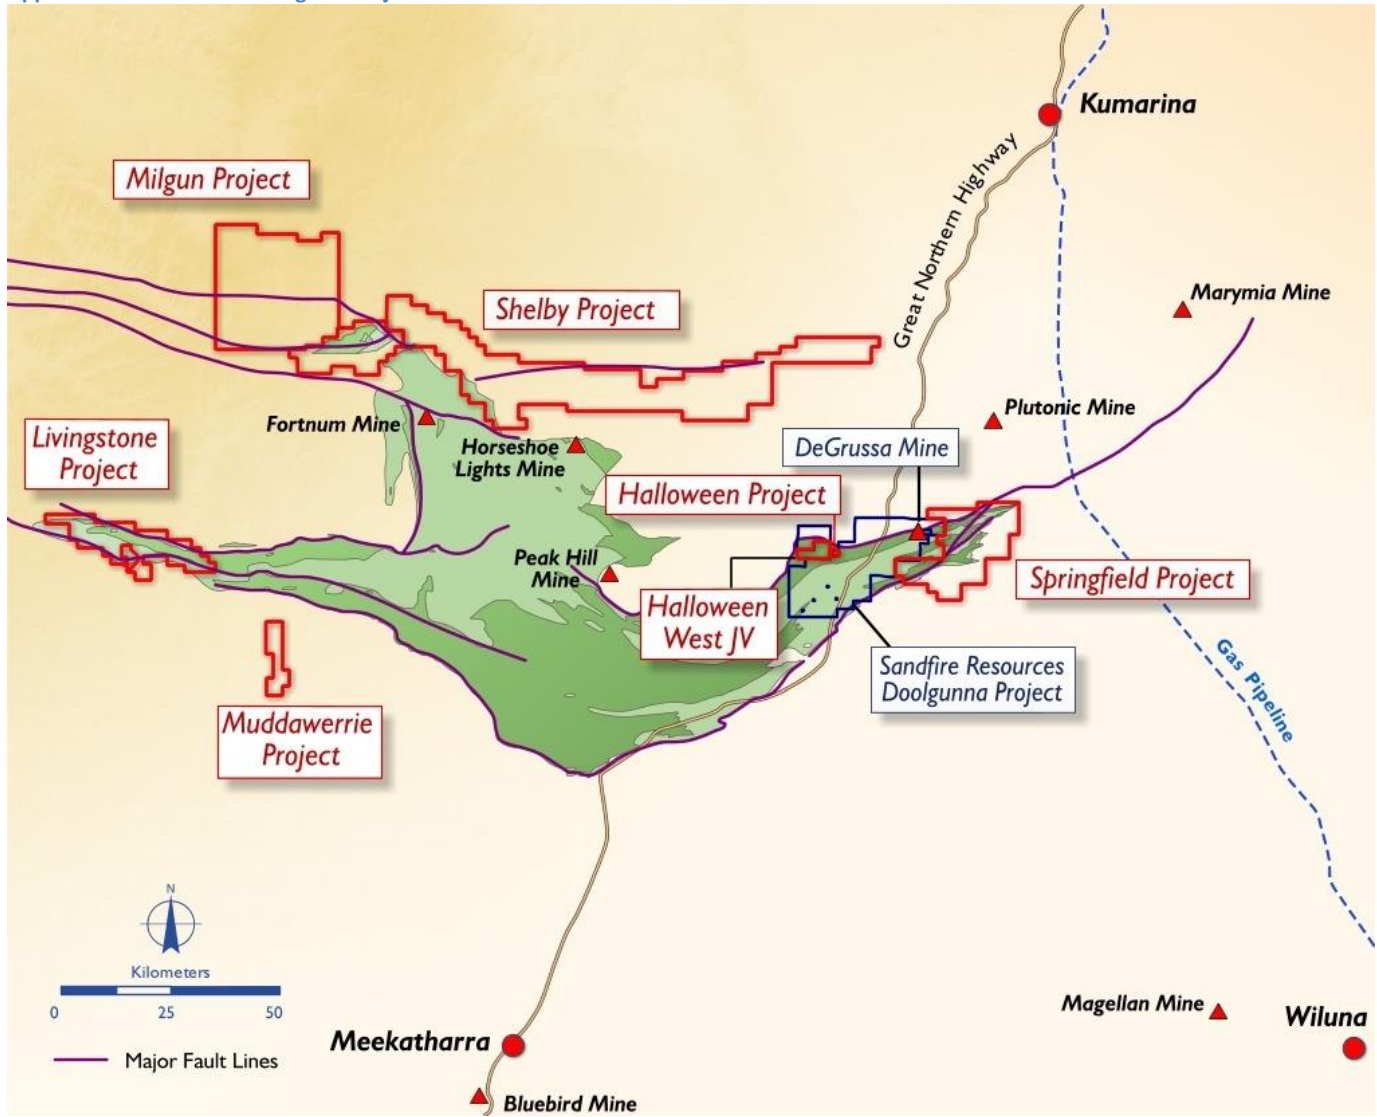 Kumarina
Great Northern Highway
Milgun Project
Marymia Mine
Shelby Project
Plutonic Mine
Fortnum Mine
Livingstone
Project
DeGrussa Mine
Horseshoe
Lights Mine
Halloween Project
Peak Hill
Mine
Springfield Project
Halloween
West JV
Sandfire Resources
Doolgunna Project
Gas Pipeline
Muddawerrie
Project
N
Kilometers
0 25 50
Magellan Mine
Wiluna
Meekatharra
Major Fault Lines
Bluebird Mine